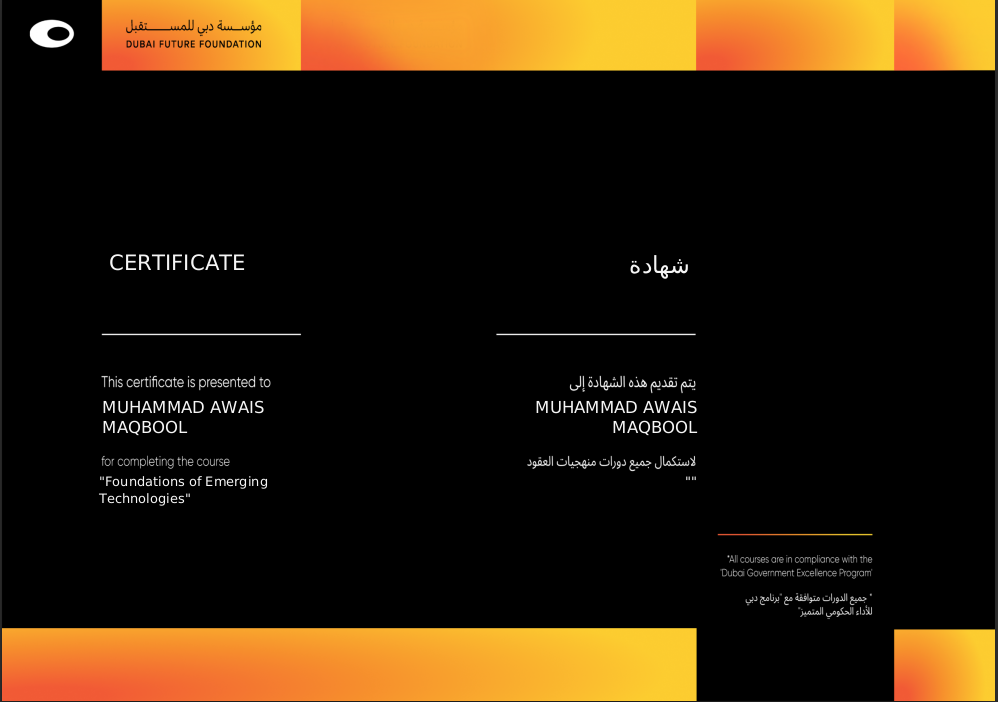 مؤســسة دبي للمســــــتقبل
DUBAI FUTURE FOUNDATION
CERTIFICATE
This certificate is presented to
MUHAMMAD AWAIS
MAQBOOL
for completing the course
"Foundations of Emerging
Technologies"
شهادة
يتم تقديم هذه الشهادة إلى
MUHAMMAD AWAIS
MAQBOOL
لاستكمال جميع دورات منهجيات العقود
""
*All courses are in compliance with the
'Dubai Government Excellence Program'
* جميع الدورات متوافقة مع "برنامج دبي
للأداء الحكومي المتميز"